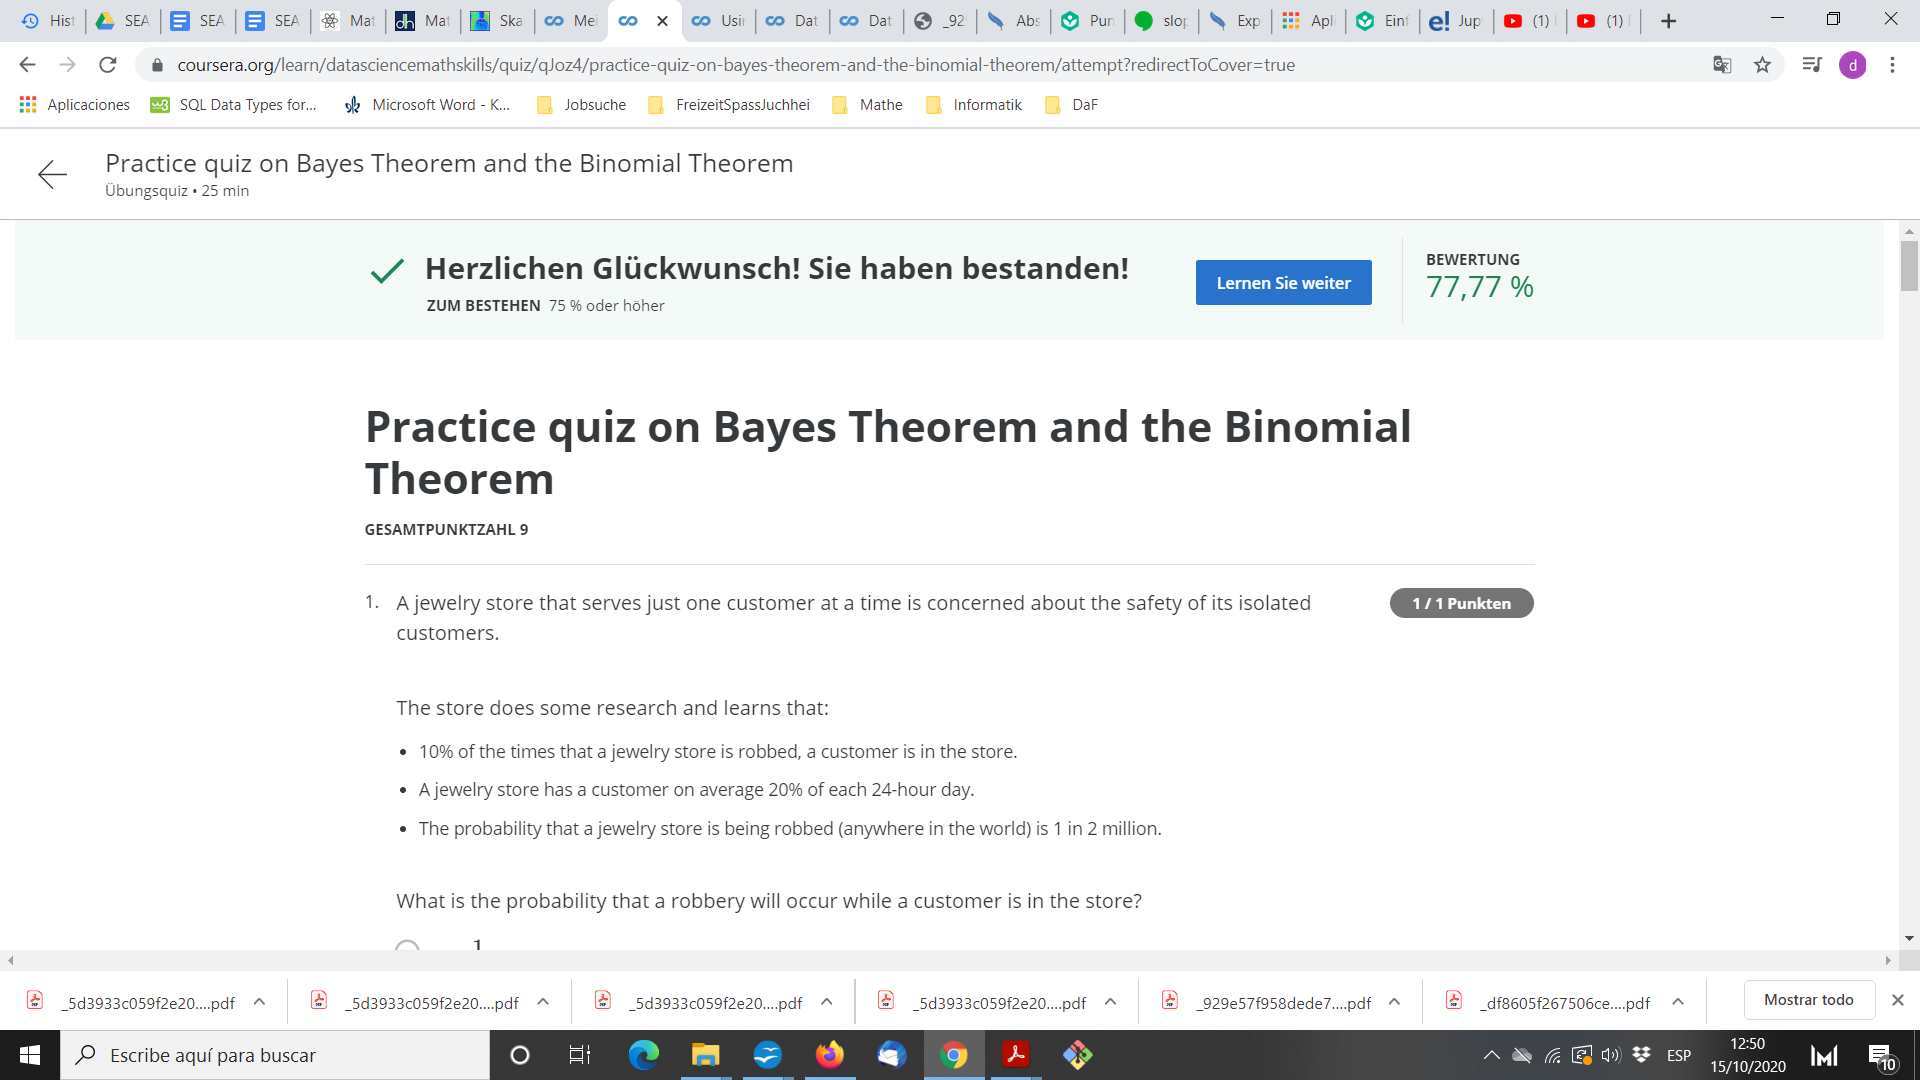 Hist SEA SEA SEA Mat Mat Ska Mei Usin Dat Dat _92 Abs Pun slop Exp Apli Einf Jup (1) (1)
coursera.org/learn/datasciencemathskills/quiz/qJoz4/practice-quiz-on-bayes-theorem-and-the-binomial-theorem/attempt?redirectToCover=true d
Aplicaciones SQL Data Types for... Microsoft Word - K... Jobsuche FreizeitSpassJuchhei Mathe Informatik DaF
Practice quiz on Bayes Theorem and the Binomial Theorem
Übungsquiz • 25 min
Herzlichen Glückwunsch! Sie haben bestanden!
ZUM BESTEHEN 75 % oder höher
Lernen Sie weiter
BEWERTUNG
77,77 %
Practice quiz on Bayes Theorem and the Binomial
Theorem
GESAMTPUNKTZAHL 9
1. A jewelry store that serves just one customer at a time is concerned about the safety of its isolated
customers.
1 / 1 Punkten
The store does some research and learns that:
• 10% of the times that a jewelry store is robbed, a customer is in the store.
• A jewelry store has a customer on average 20% of each 24-hour day.
• The probability that a jewelry store is being robbed (anywhere in the world) is 1 in 2 million.
What is the probability that a robbery will occur while a customer is in the store?
1
_5d3933c059f2e20....pdf _5d3933c059f2e20....pdf _5d3933c059f2e20....pdf _5d3933c059f2e20....pdf _929e57f958dede7....pdf _df8605f267506ce....pdf Mostrar todo
Escribe aquí para buscar
ESP
12:50
15/10/2020
10